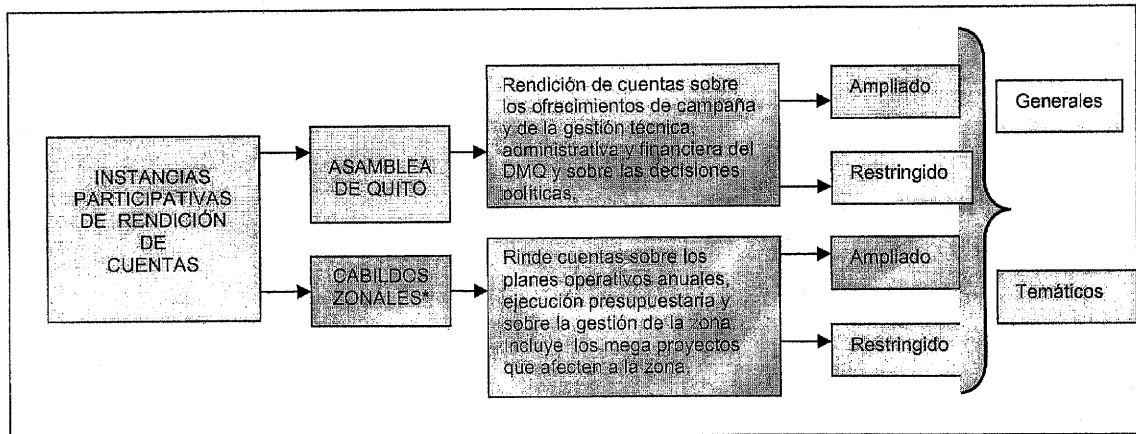 INSTANCIAS
PARTICIPATIVAS
DE RENDICIÓN
DE
CUENTAS
ASAMBLEA
DE QUITO
CABILDOS
ZONALES*
Rendición de cuentas sobre
los ofrecimientos de campaña
y de la gestión técnica,
administrativa y financiera del
DMQ y sobre las decisiones
políticas.
Rinde cuentas sobre los
planes operativos anuales,
ejecución presupuestaria y
sobre la gestión de la zona.
Incluye los mega proyectos
que afecten a la zona.
Ampliado
Restringido
Ampliado
Restringido
Generales
Temáticos